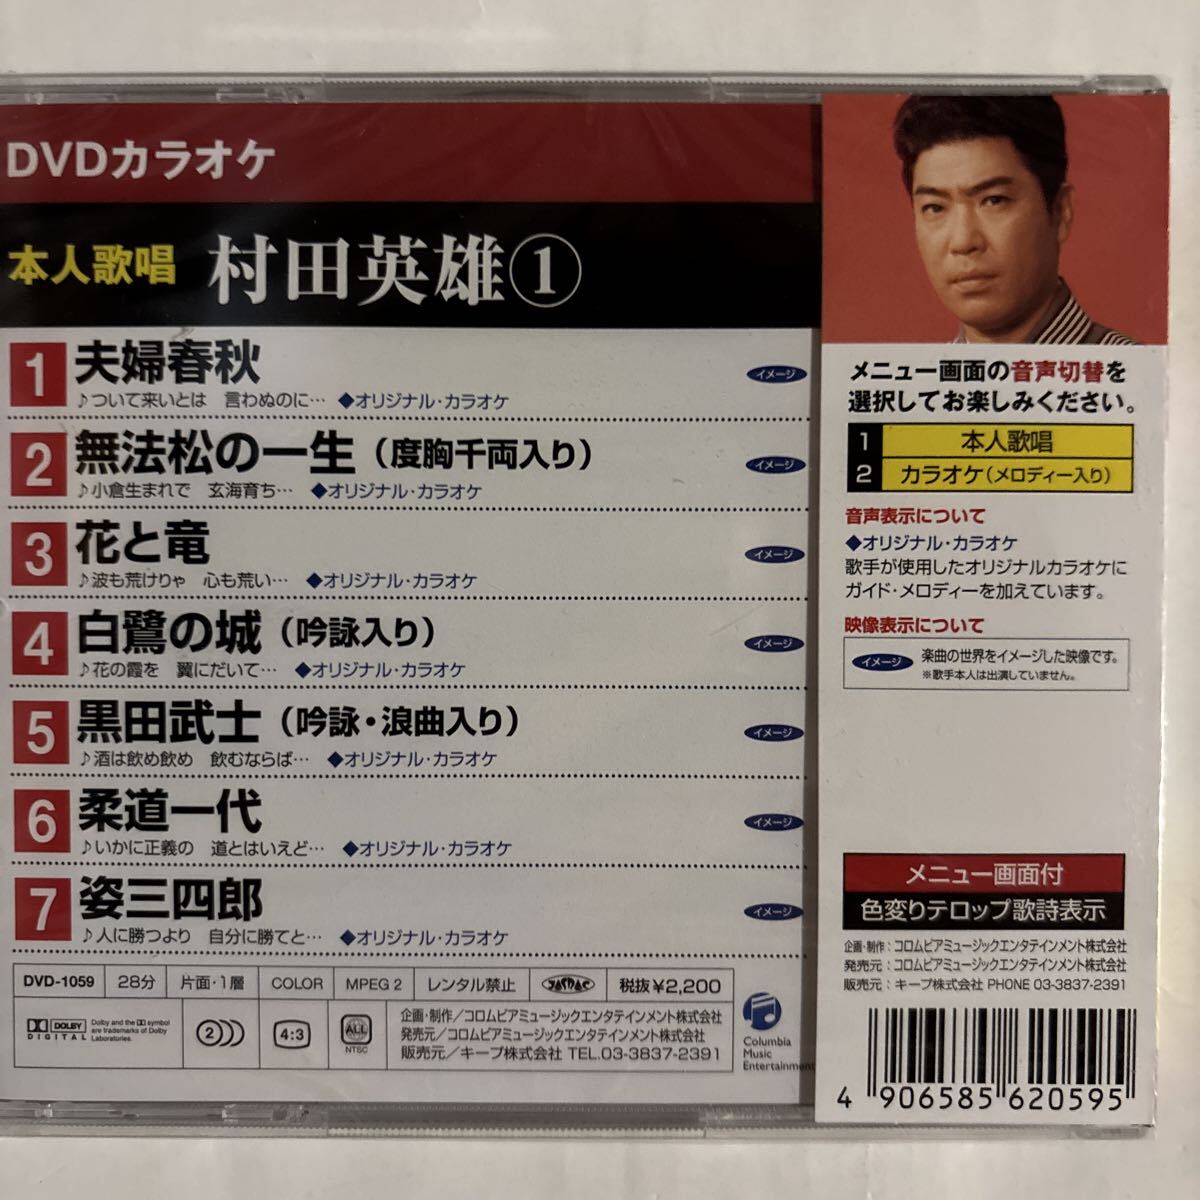 DVDカラオケ
本人歌唱 村田英雄①
1 夫婦春秋
♪ついて来いとは 言わぬのに… ◆オリジナル・カラオケ
イメージ
2 無法松の一生（度胸千両入り）
♪小倉生まれで 玄海育ち… ◆オリジナル・カラオケ
イメージ
3 花と竜
♪波も荒けりゃ 心も荒い… ◆オリジナル・カラオケ
イメージ
4 白鷺の城（吟詠入り）
♪花の霞を 翼にだいて… ◆オリジナル・カラオケ
イメージ
5 黒田武士（吟詠・浪曲入り）
♪酒は飲め飲め 飲むならば… ◆オリジナル・カラオケ
イメージ
6 柔道一代
♪いかに正義の 道とはいえど… ◆オリジナル・カラオケ
イメージ
7 姿三四郎
♪人に勝つより 自分に勝てと… ◆オリジナル・カラオケ
イメージ
DVD-1059 28分 片面・1層 COLOR MPEG 2 レンタル禁止 JASRAC 税抜¥2,200
DOLBY DIGITAL
Dolby and the DD symbol
are trademarks of Dolby
Laboratories.
2 4:3 ALL NTSC
企画・制作／コロムビアミュージックエンタテインメント株式会社
発売元／コロムビアミュージックエンタテインメント株式会社
販売元／キープ株式会社 TEL.03-3837-2391
Columbia
Music
Entertainment
メニュー画面の音声切替を
選択してお楽しみください。
1 本人歌唱
2 カラオケ（メロディー入り）
音声表示について
◆オリジナル・カラオケ
歌手が使用したオリジナルカラオケに
ガイド・メロディーを加えています。
映像表示について
イメージ 楽曲の世界をイメージした映像です。
※歌手本人は出演していません。
メニュー画面付
色変りテロップ歌詩表示
企画・制作：コロムビアミュージックエンタテインメント株式会社
発売元：コロムビアミュージックエンタテインメント株式会社
販売元：キープ株式会社 PHONE 03-3837-2391
4 906585 620595